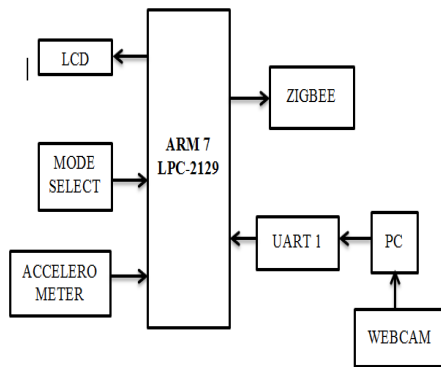 LCD
ARM 7
LPC-2129
ZIGBEE
MODE
SELECT
UART 1
PC
ACCELERO
METER
WEBCAM